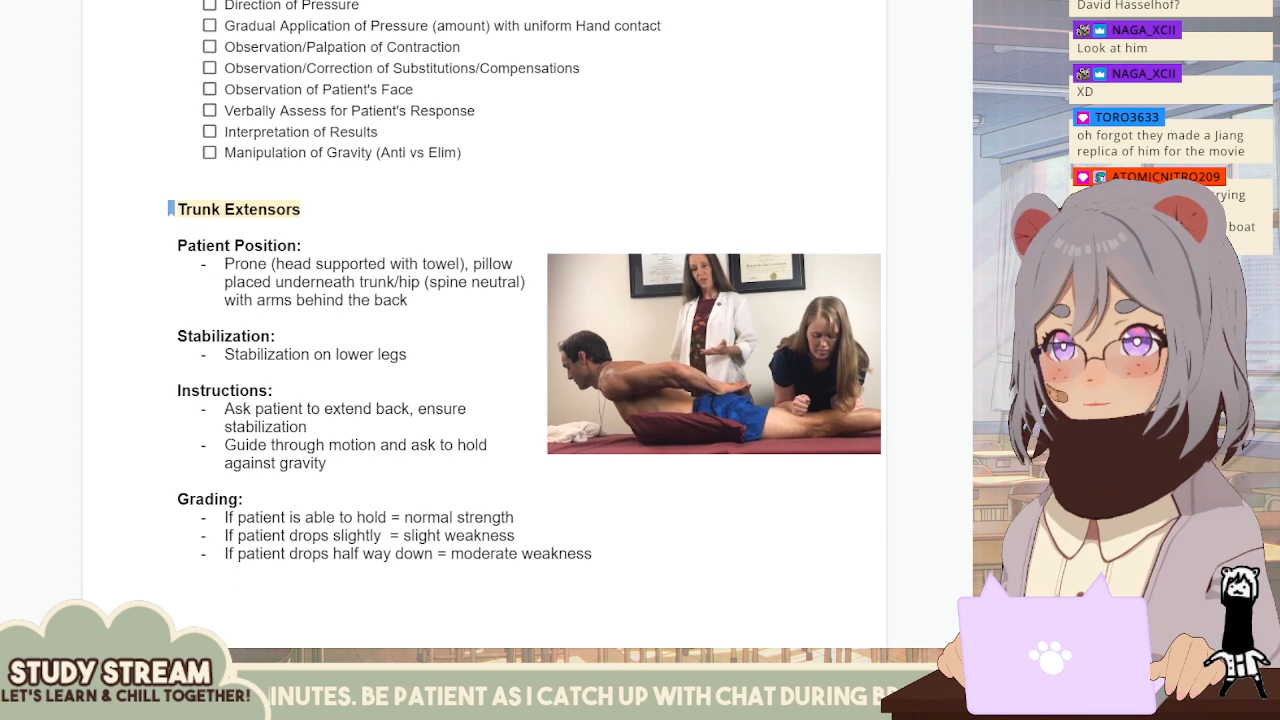 Direction of Pressure
Gradual Application of Pressure (amount) with uniform Hand contact
Observation/Palpation of Contraction
Observation/Correction of Substitutions/Compensations
Observation of Patient's Face
Verbally Assess for Patient's Response
Interpretation of Results
Manipulation of Gravity (Anti vs Elim)
Trunk Extensors
Patient Position:
- Prone (head supported with towel), pillow
placed underneath trunk/hip (spine neutral)
with arms behind the back
Stabilization:
- Stabilization on lower legs
Instructions:
- Ask patient to extend back, ensure
stabilization
- Guide through motion and ask to hold
against gravity
Grading:
- If patient is able to hold = normal strength
- If patient drops slightly = slight weakness
- If patient drops half way down = moderate weakness
STUDY STREAM
LET'S LEARN & CHILL TOGETHER!
INUTES. BE PATIENT AS I CATCH UP WITH CHAT DURING
David Hasselhof?
NAGA_XCII
Look at him
NAGA_XCII
XD
TORO3633
oh forgot they made a Jiang
replica of him for the movie
ATOMICNITRO209
rying
boat